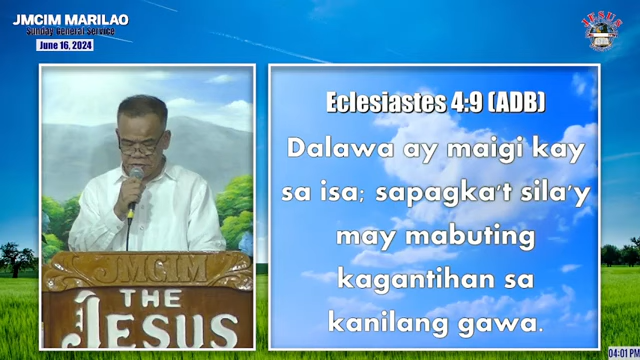 JMCIM MARILAO
Sunday General Service
June 16, 2024
JESUS
Eclesiastes 4:9 (ADB)
Dalawa ay maigi kay
sa isa; sapagka't sila'y
may mabuting
kagantihan sa
kanilang gawa.
JMCIM
THE
JESUS
04:01 PM